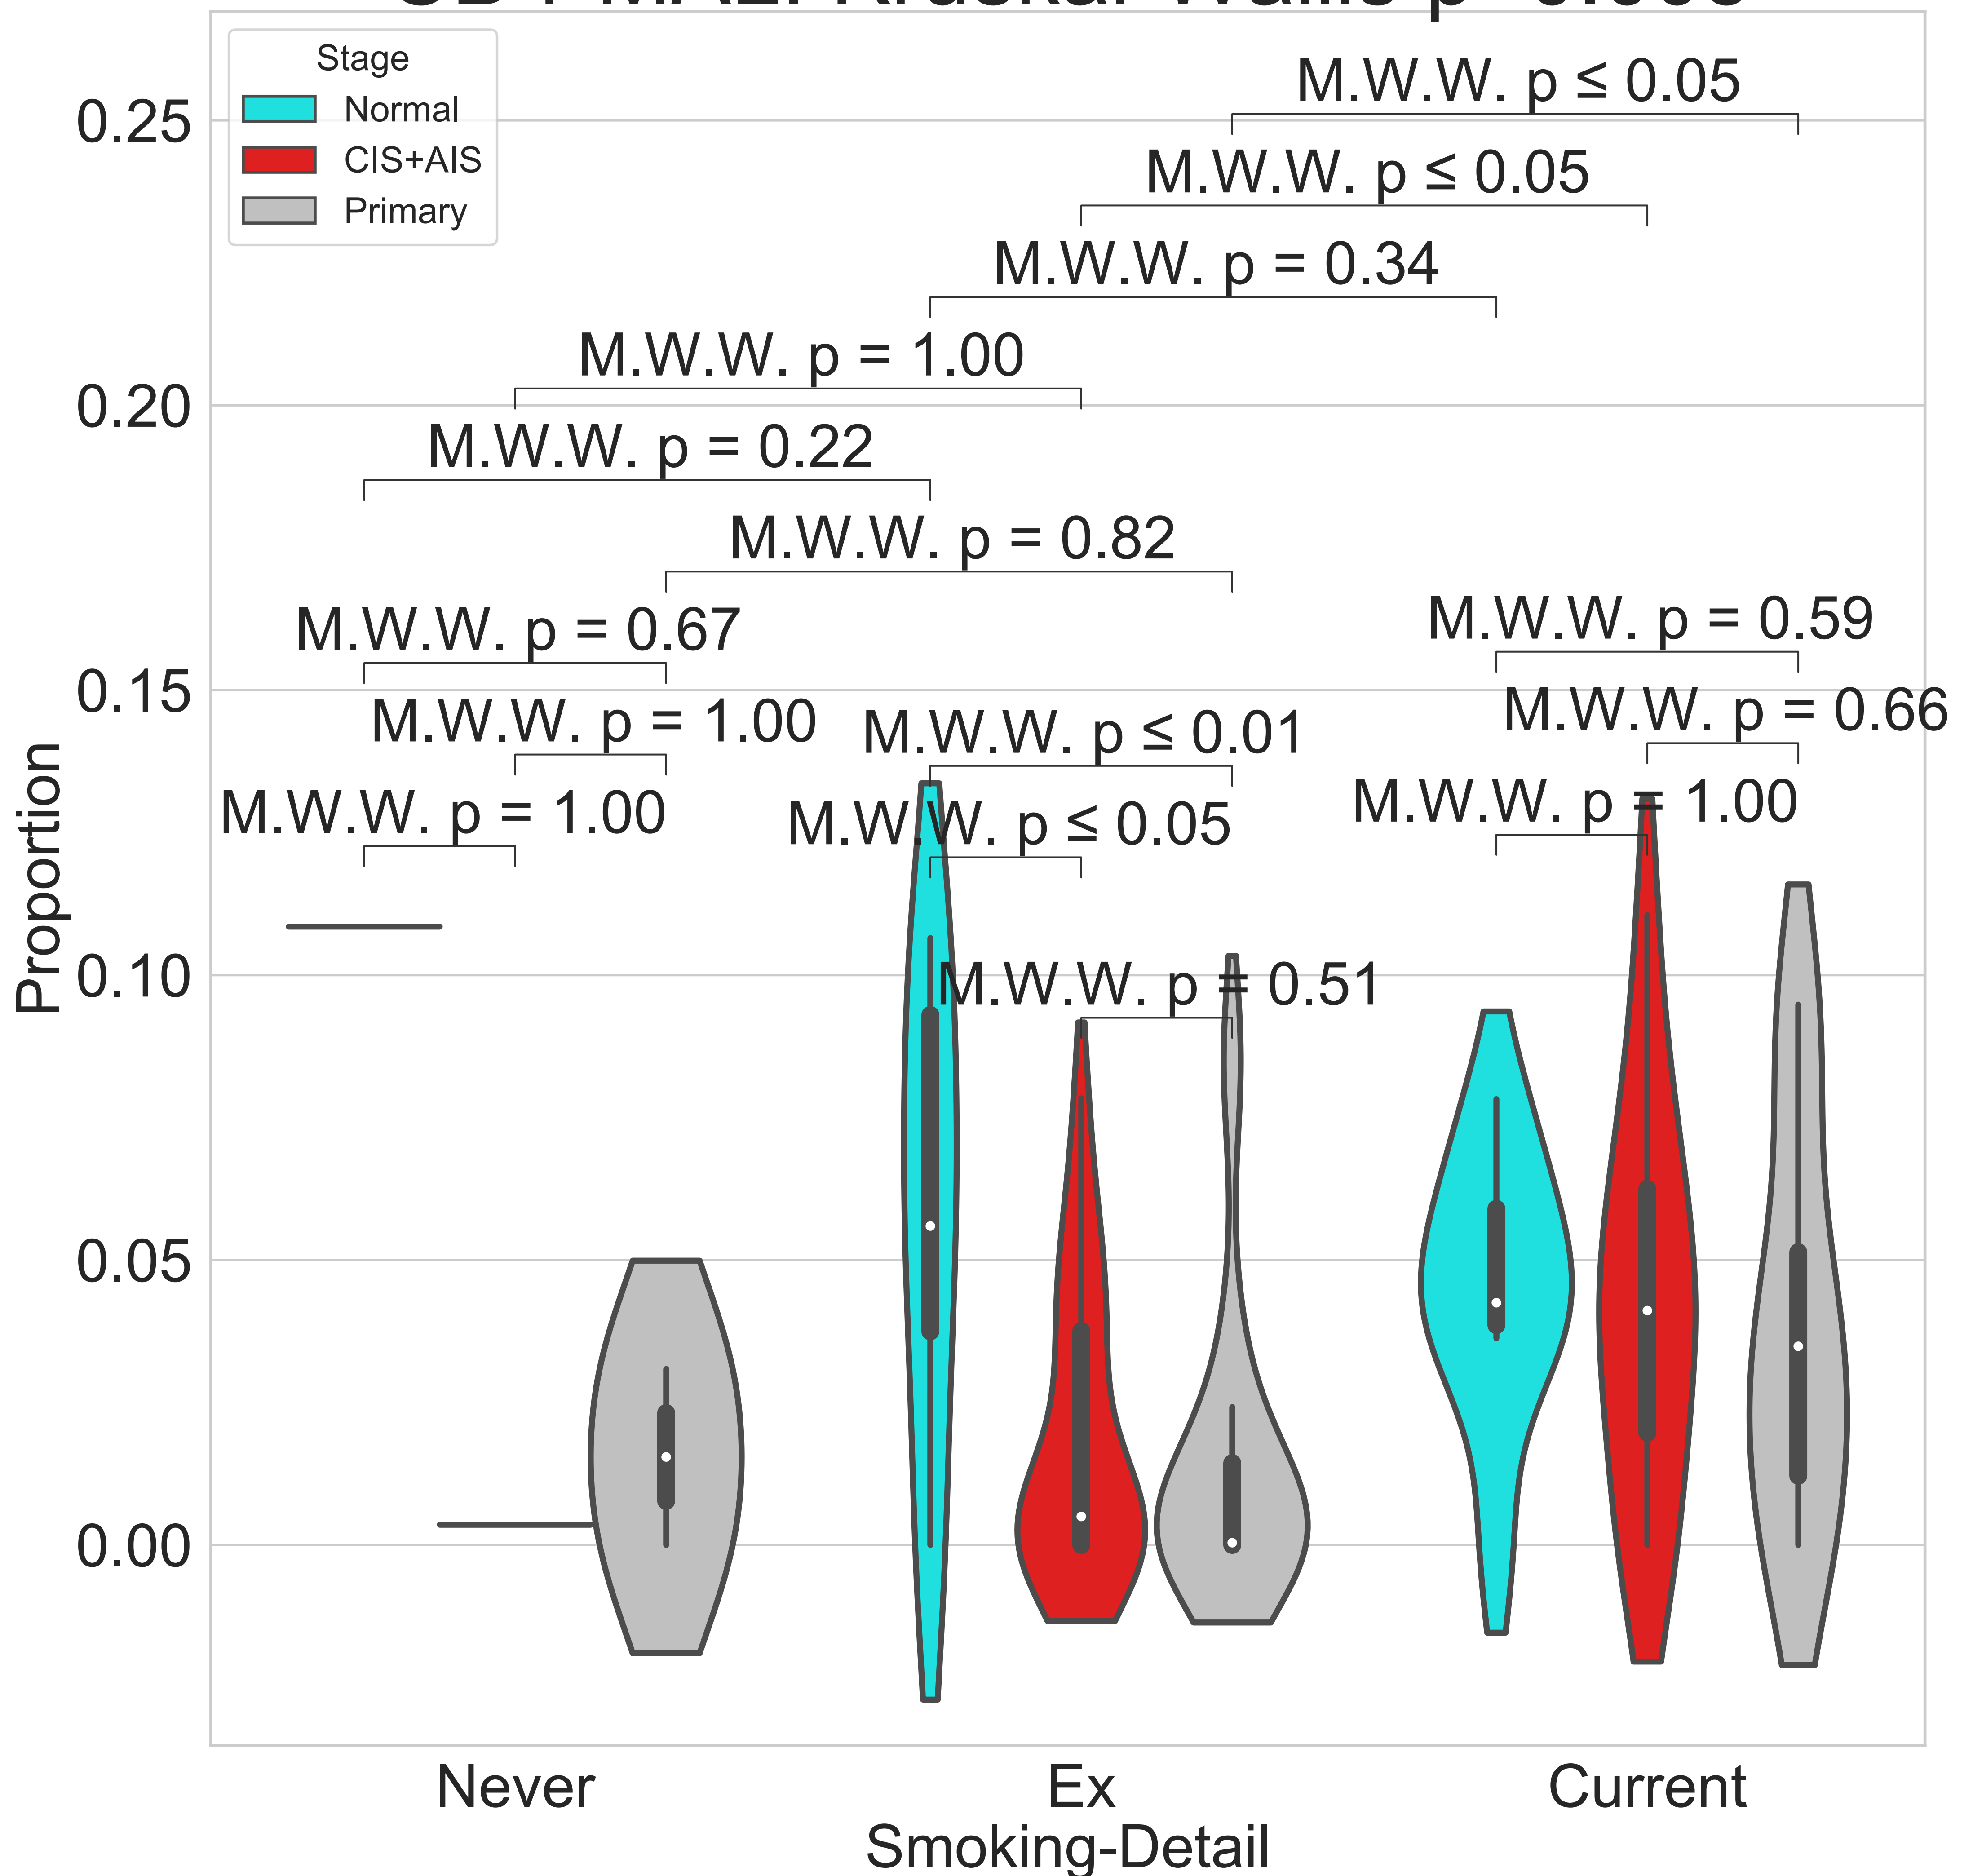 Stage
Normal
CIS+AIS
Primary
M.W.W. p ≤ 0.05
M.W.W. p ≤ 0.05
M.W.W. p = 0.34
M.W.W. p = 1.00
M.W.W. p = 0.22
M.W.W. p = 0.82
M.W.W. p = 0.67
M.W.W. p = 0.59
M.W.W. p = 1.00
M.W.W. p ≤ 0.01
M.W.W. p = 0.66
M.W.W. p = 1.00
M.W.W. p ≤ 0.05
M.W.W. p = 1.00
M.W.W. p = 0.51
0.25
0.20
0.15
0.10
0.05
0.00
Proportion
Never
Ex
Current
Smoking-Detail